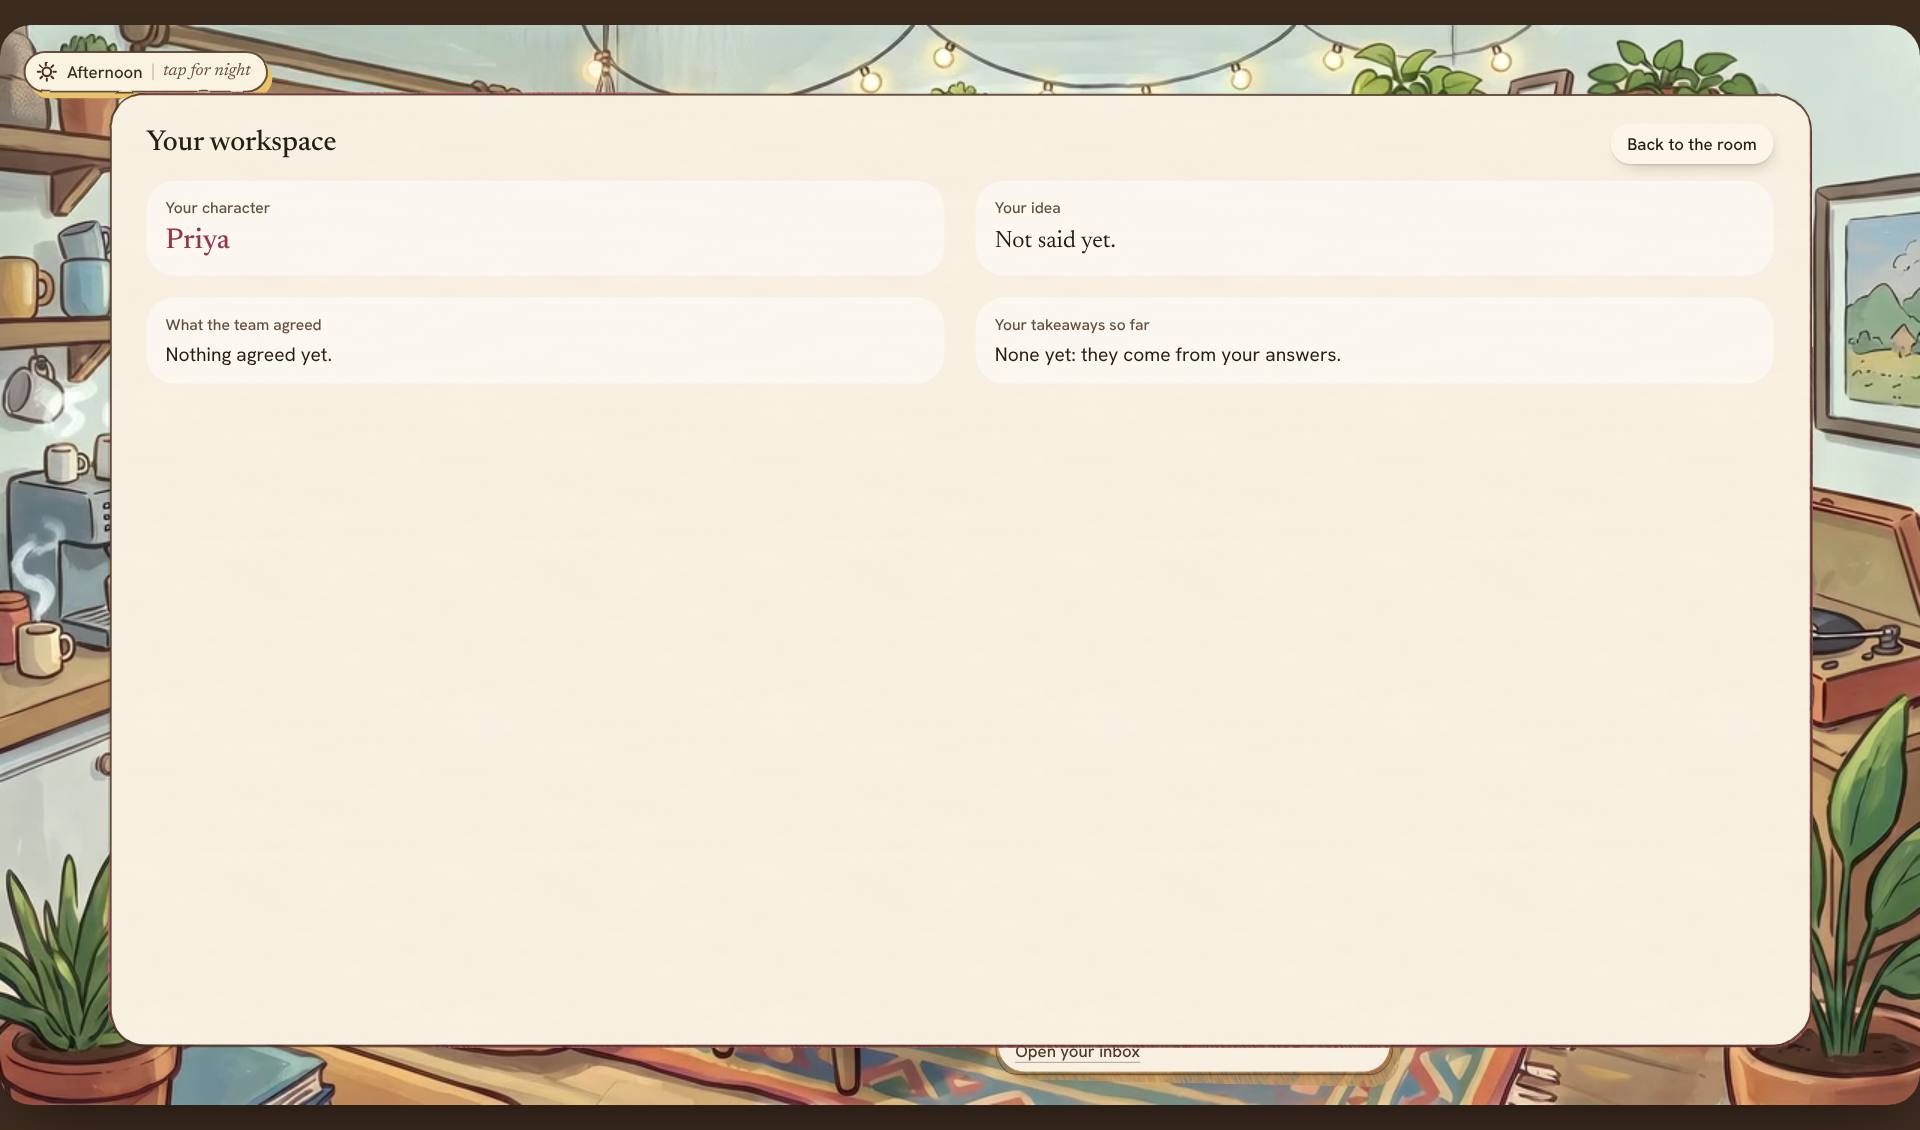 Afternoon | tap for night
Your workspace
Back to the room
Your character
Priya
Your idea
Not said yet.
What the team agreed
Nothing agreed yet.
Your takeaways so far
None yet: they come from your answers.
Open your inbox